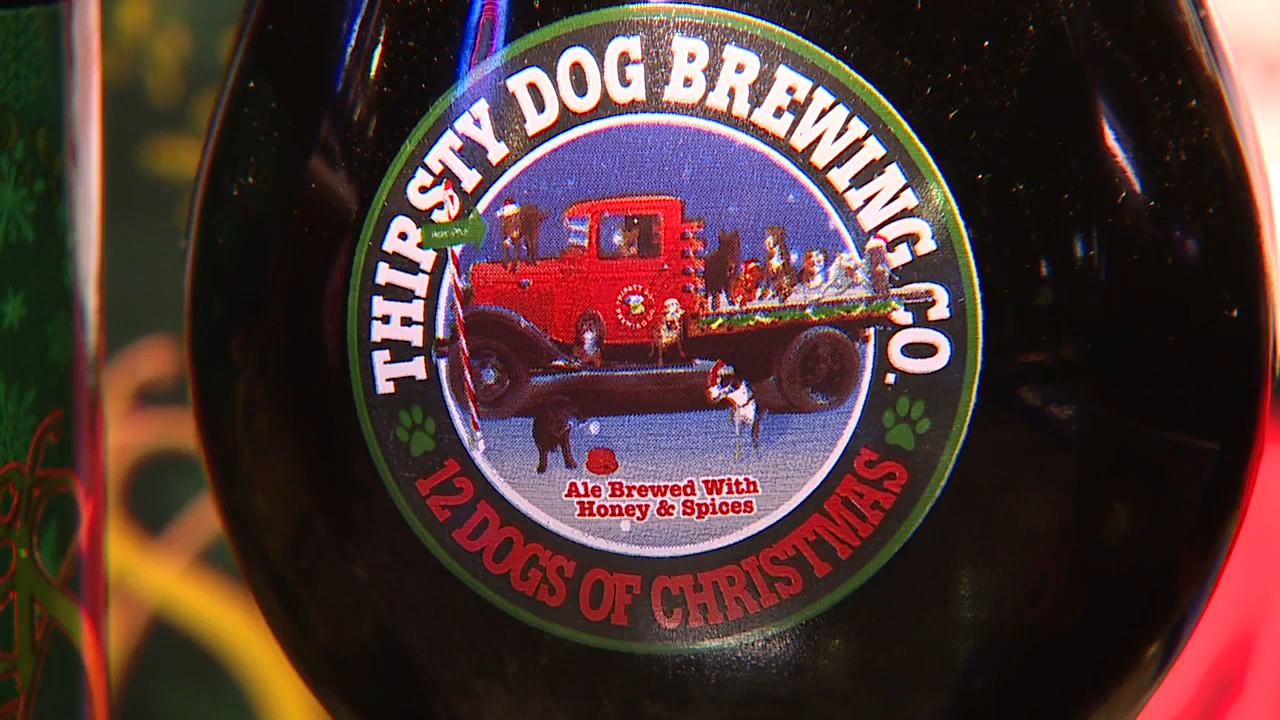 THIRSTY DOG BREWING CO.
Ale Brewed With
Honey & Spices
12 DOGS OF CHRISTMAS